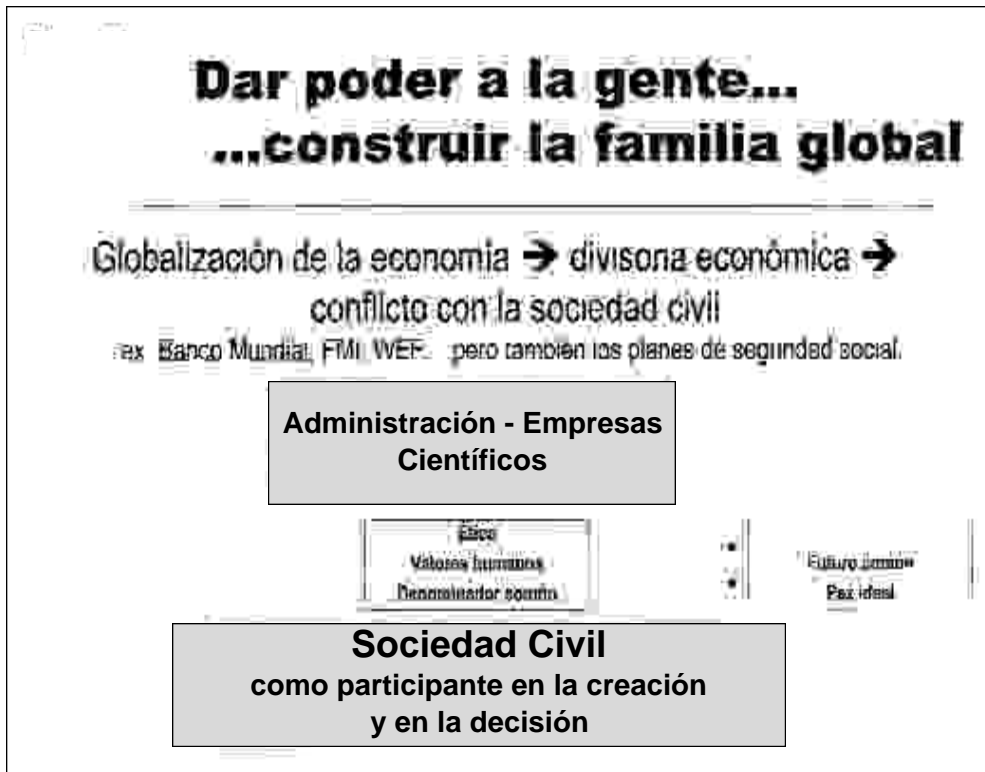 Dar poder a la gente...
...construir la familia global
Globalización de la economia ➔ divisona económica ➔
conflicto con la sociedad civil
ex Banco Mundial, FMI, WEF. pero tambien los planes de seguridad social.
Administración - Empresas
Científicos
Valores humanos
Denominador común
Paz ideal
Sociedad Civil
como participante en la creación
y en la decisión